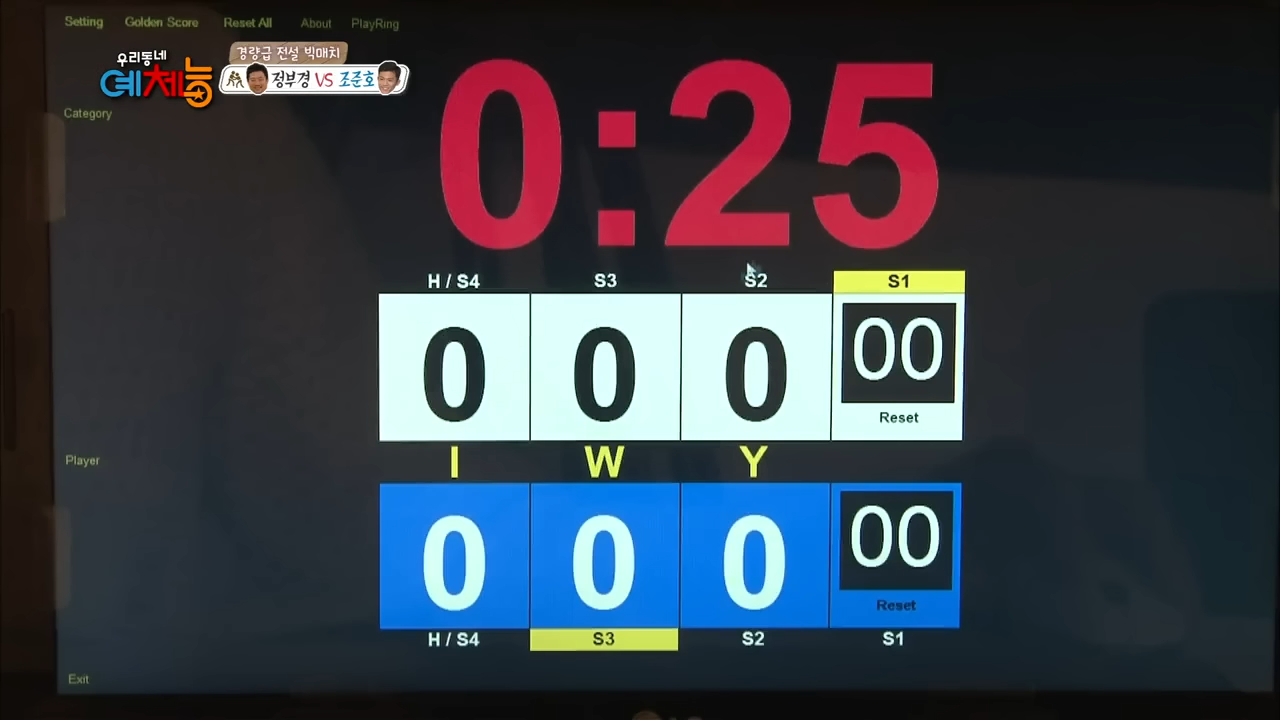 Setting Golden Score Reset All About PlayRing
우리동네
예체능
경량급 전설 빅매치
정부경 VS 조준호
0:25
Category
H / S4 S3 S2 S1
0 0 0 00
Reset
Player
I W Y
0 0 0 00
Reset
H / S4 S3 S2 S1
Exit